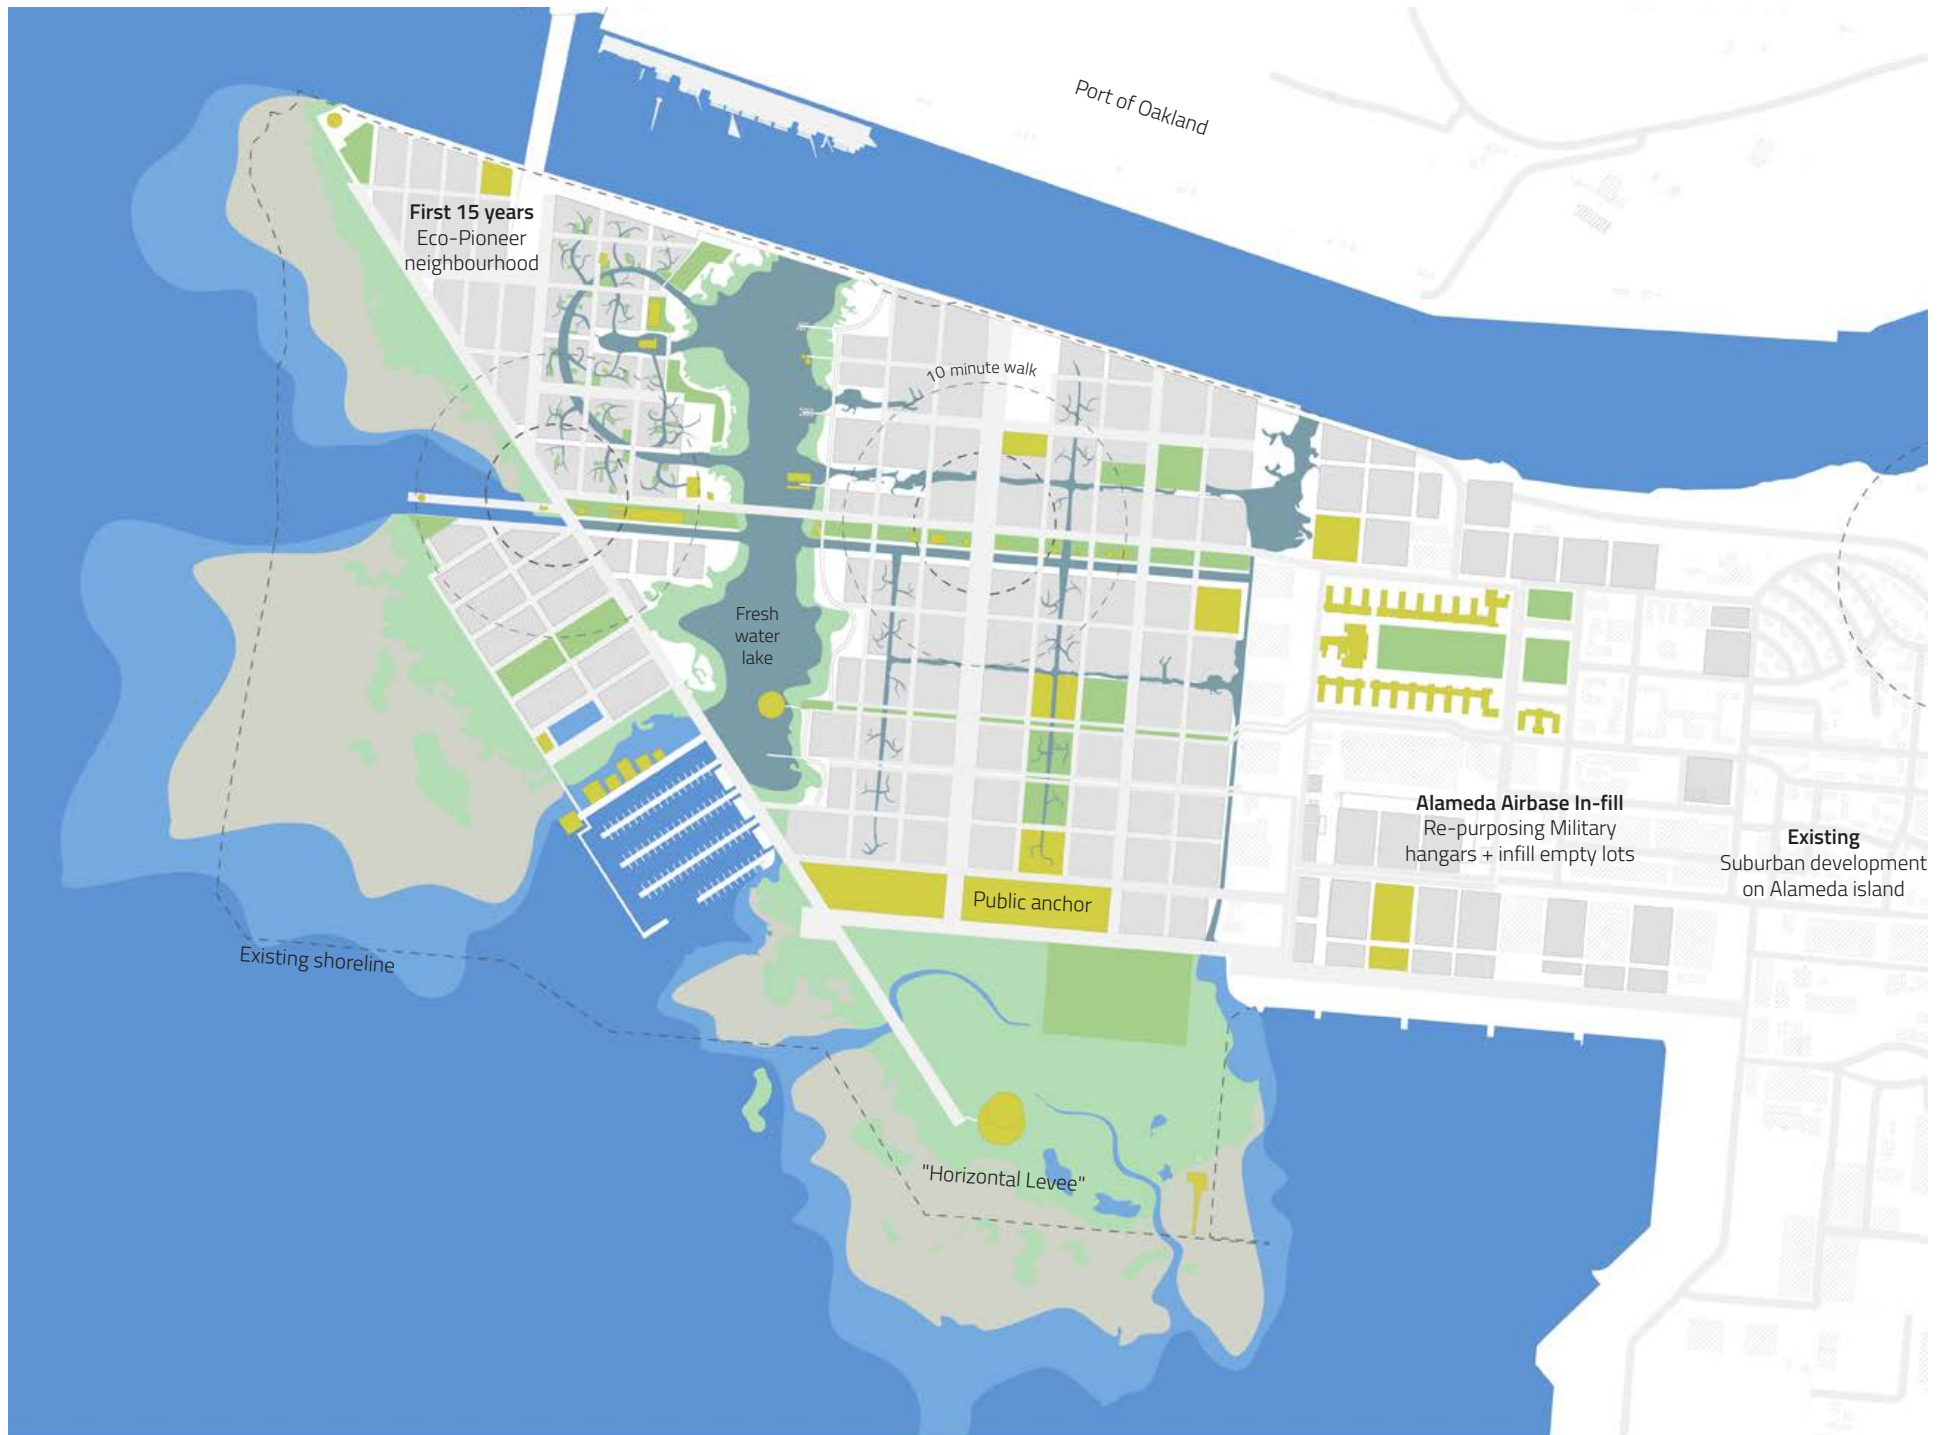 Port of Oakland
First 15 years
Eco-Pioneer
neighbourhood
10 minute walk
Fresh
water
lake
Alameda Airbase In-fill
Re-purposing Military
hangars + infill empty lots
Existing
Suburban development
on Alameda island
Public anchor
Existing shoreline
"Horizontal Levee"